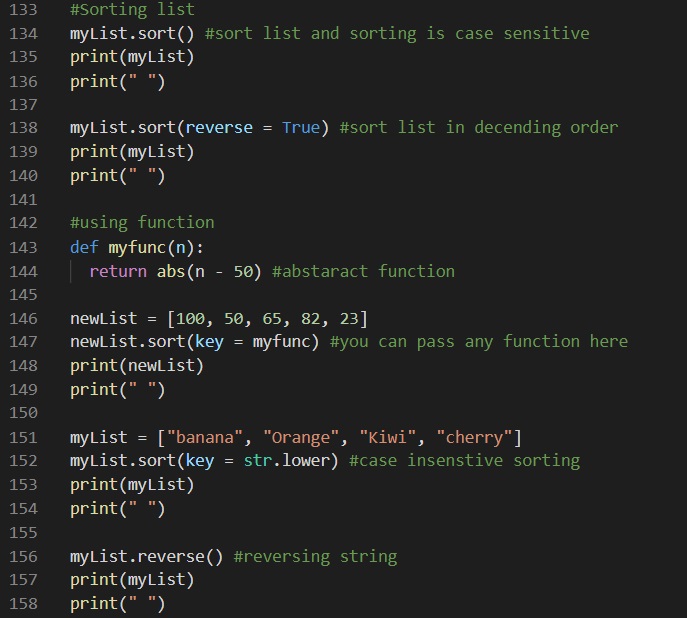 133 #Sorting list
134 myList.sort() #sort list and sorting is case sensitive
135 print(myList)
136 print(" ")
137
138 myList.sort(reverse = True) #sort list in decending order
139 print(myList)
140 print(" ")
141
142 #using function
143 def myfunc(n):
144   return abs(n - 50) #abstaract function
145
146 newList = [100, 50, 65, 82, 23]
147 newList.sort(key = myfunc) #you can pass any function here
148 print(newList)
149 print(" ")
150
151 myList = ["banana", "Orange", "Kiwi", "cherry"]
152 myList.sort(key = str.lower) #case insenstive sorting
153 print(myList)
154 print(" ")
155
156 myList.reverse() #reversing string
157 print(myList)
158 print(" ")